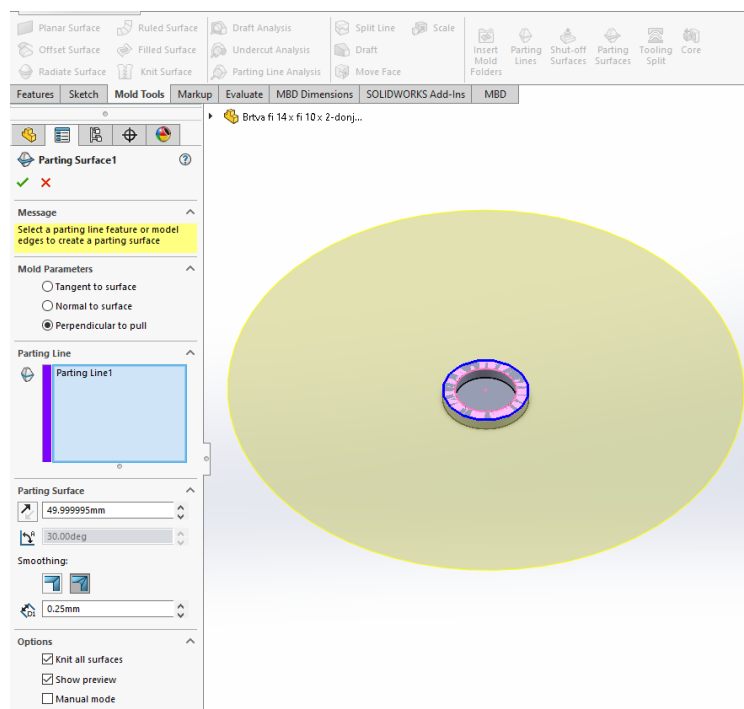 Planar Surface Ruled Surface Draft Analysis Split Line Scale
Offset Surface Filled Surface Undercut Analysis Draft
Radiate Surface Knit Surface Parting Line Analysis Move Face
Insert Mold Folders Parting Lines Shut-off Surfaces Parting Surfaces Tooling Split Core
Features Sketch Mold Tools Markup Evaluate MBD Dimensions SOLIDWORKS Add-Ins MBD
Brtva fi 14 x fi 10 x 2-donj...
Parting Surface1
Message
Select a parting line feature or model
edges to create a parting surface
Mold Parameters
Tangent to surface
Normal to surface
Perpendicular to pull
Parting Line
Parting Line1
Parting Surface
49.999995mm
30.00deg
Smoothing:
0.25mm
Options
Knit all surfaces
Show preview
Manual mode